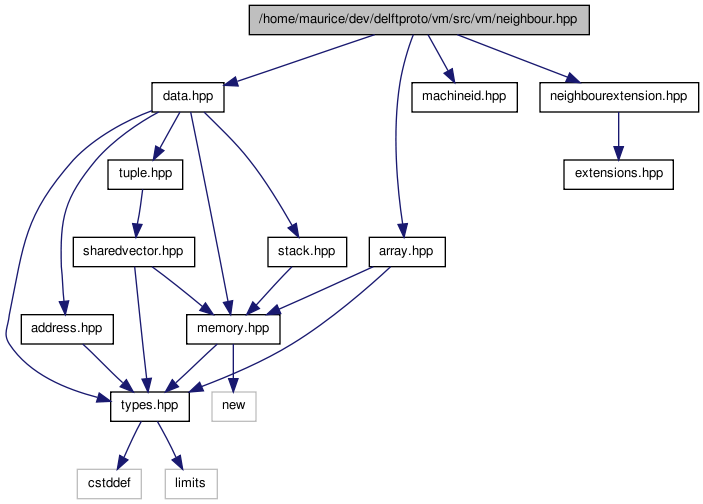 /home/maurice/dev/delftproto/vm/src/vm/neighbour.hpp
data.hpp
machineid.hpp
neighbourextension.hpp
tuple.hpp
extensions.hpp
sharedvector.hpp
stack.hpp
array.hpp
address.hpp
memory.hpp
types.hpp
new
cstddef
limits